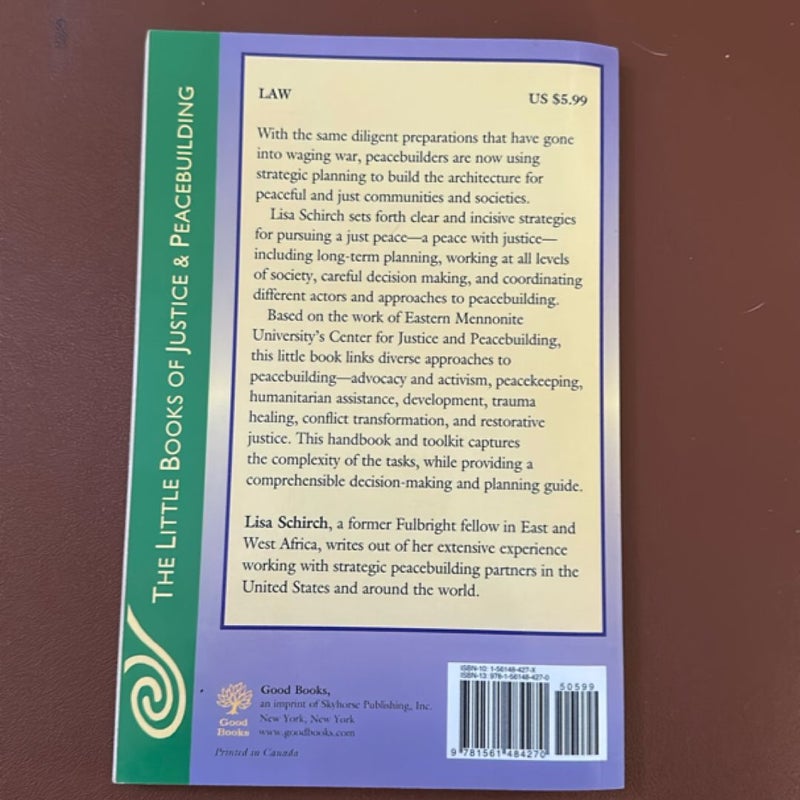 THE LITTLE BOOKS OF JUSTICE & PEACEBUILDING
LAW
US $5.99
With the same diligent preparations that have gone
into waging war, peacebuilders are now using
strategic planning to build the architecture for
peaceful and just communities and societies.
Lisa Schirch sets forth clear and incisive strategies
for pursuing a just peace—a peace with justice—
including long-term planning, working at all levels
of society, careful decision making, and coordinating
different actors and approaches to peacebuilding.
Based on the work of Eastern Mennonite
University's Center for Justice and Peacebuilding,
this little book links diverse approaches to
peacebuilding—advocacy and activism, peacekeeping,
humanitarian assistance, development, trauma
healing, conflict transformation, and restorative
justice. This handbook and toolkit captures
the complexity of the tasks, while providing a
comprehensible decision-making and planning guide.
Lisa Schirch, a former Fulbright fellow in East and
West Africa, writes out of her extensive experience
working with strategic peacebuilding partners in the
United States and around the world.
Good
Books
Good Books,
an imprint of Skyhorse Publishing, Inc.
New York, New York
www.goodbooks.com
Printed in Canada
ISBN-10: 1-56148-427-X
ISBN-13: 978-1-56148-427-0
50599
9 781561 484270